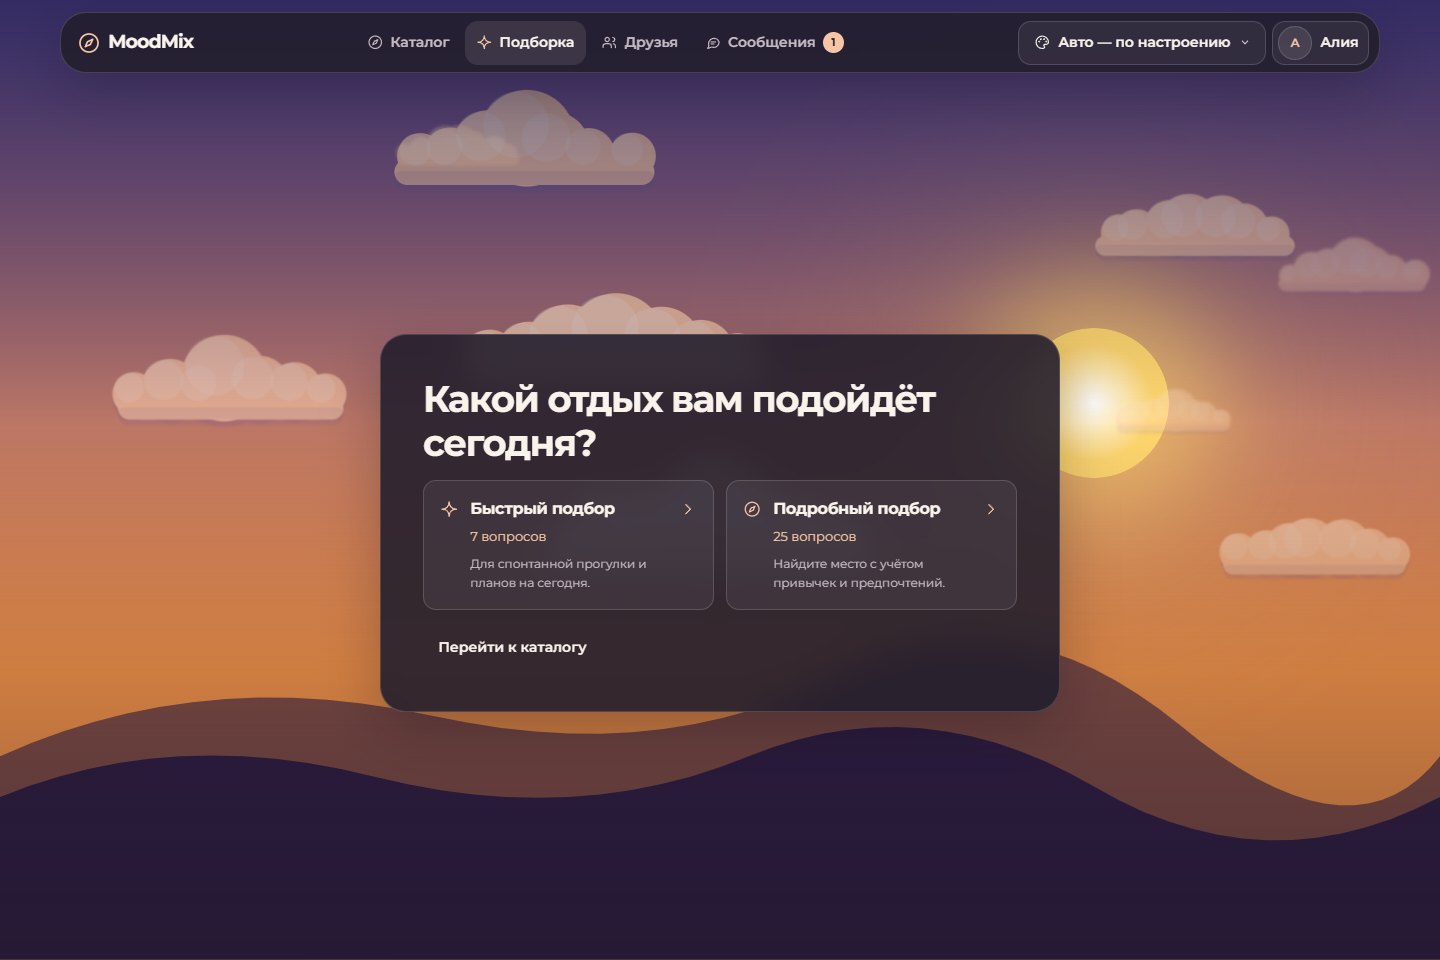 MoodMix
Каталог
Подборка
Друзья
Сообщения 1
Авто — по настроению
А Алия
Какой отдых вам подойдёт
сегодня?
Быстрый подбор
7 вопросов
Для спонтанной прогулки и
планов на сегодня.
Подробный подбор
25 вопросов
Найдите место с учётом
привычек и предпочтений.
Перейти к каталогу